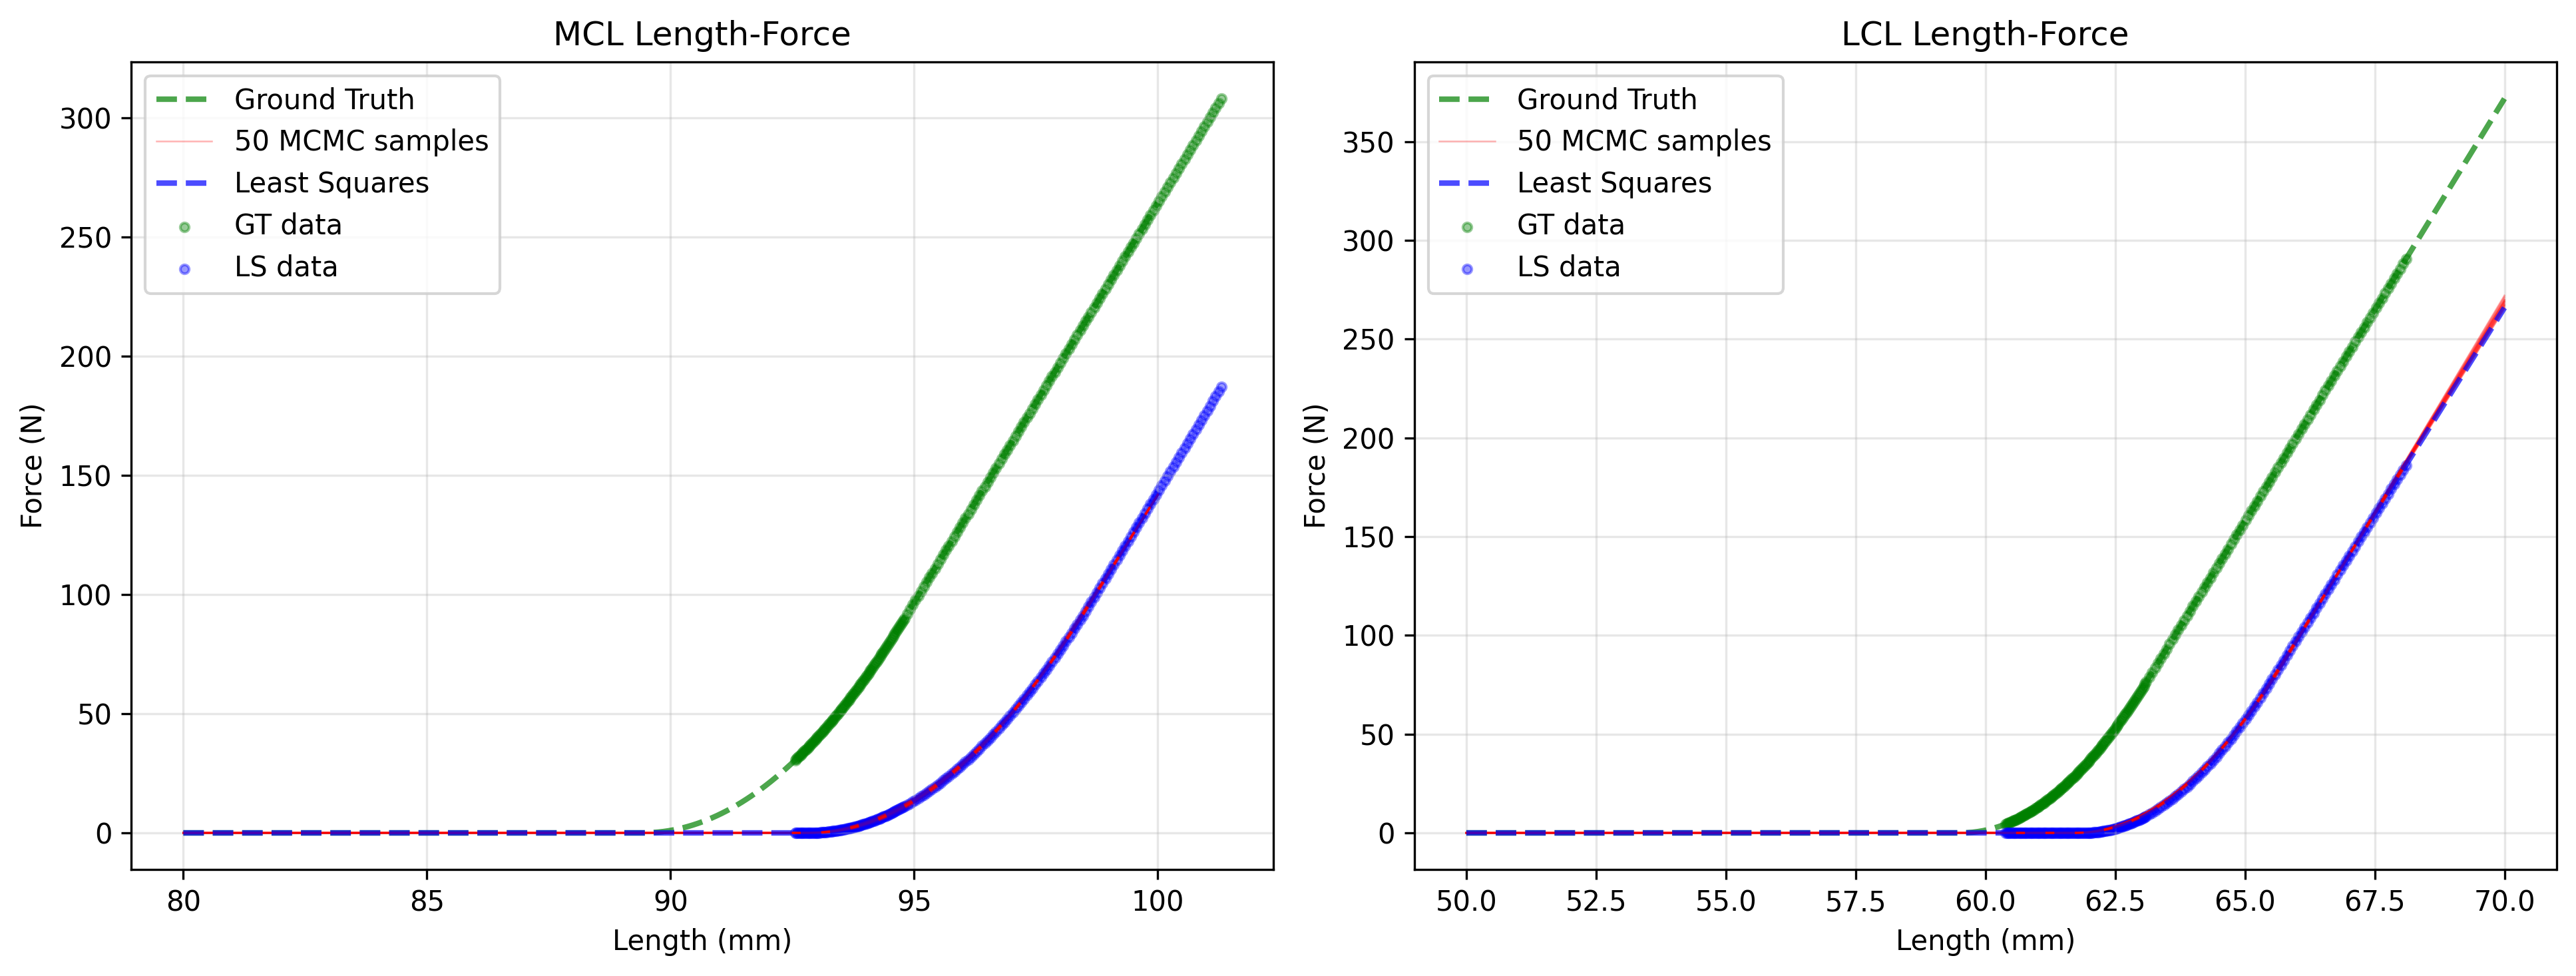 MCL Length-Force
Ground Truth
50 MCMC samples
Least Squares
GT data
LS data
300
250
200
150
100
50
0
Force (N)
80
85
90
95
100
Length (mm)
LCL Length-Force
Ground Truth
50 MCMC samples
Least Squares
GT data
LS data
350
300
250
200
150
100
50
0
Force (N)
50.0
52.5
55.0
57.5
60.0
62.5
65.0
67.5
70.0
Length (mm)